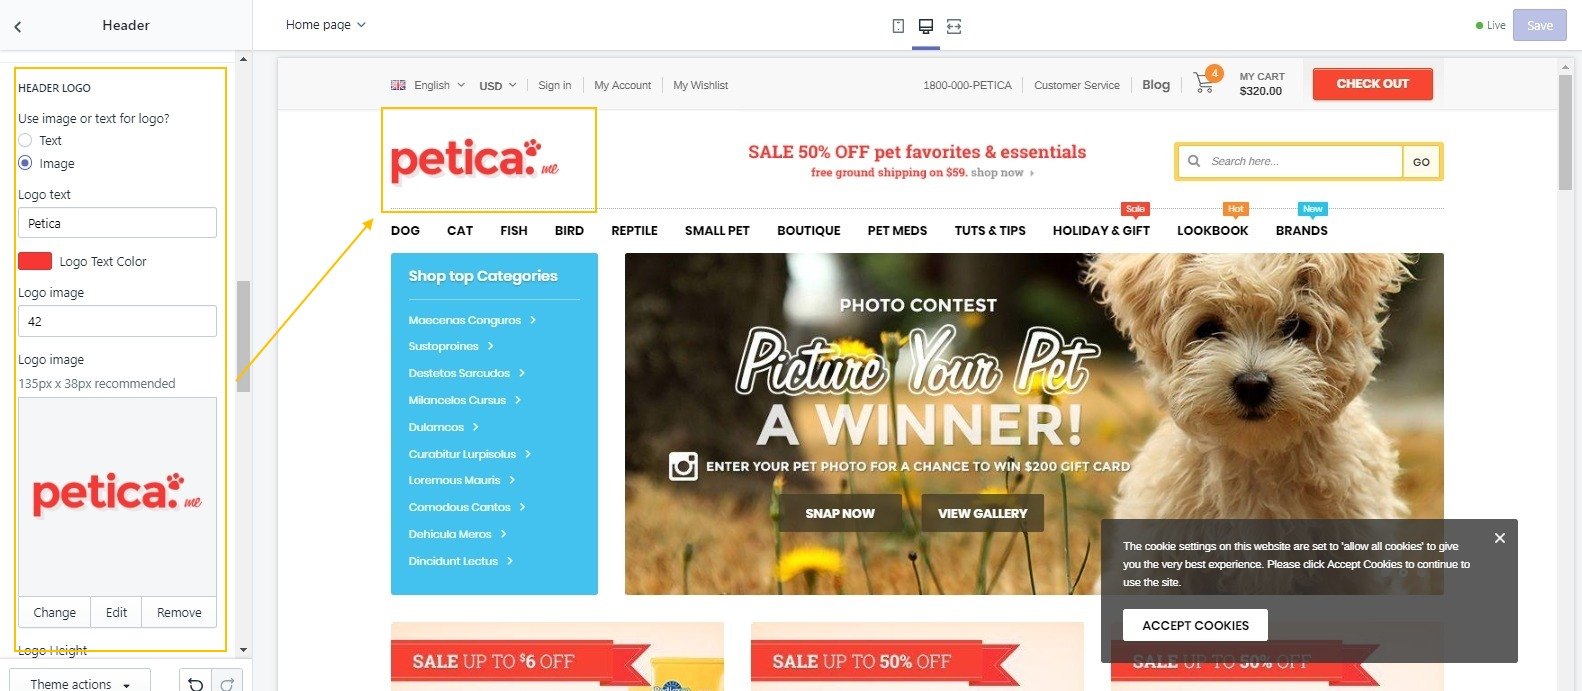 Header
Home page
Live
Save
HEADER LOGO
Use image or text for logo?
Text
Image
Logo text
Petica
Logo Text Color
Logo image
42
Logo image
135px x 38px recommended
petica. me
Change Edit Remove
Logo Height
Theme actions
English USD Sign in My Account My Wishlist
1800-000-PETICA Customer Service Blog
4
MY CART
$320.00
CHECK OUT
petica. me
SALE 50% OFF pet favorites & essentials
free ground shipping on $59. shop now
Search here...
GO
Sale Hot New
DOG CAT FISH BIRD REPTILE SMALL PET BOUTIQUE PET MEDS TUTS & TIPS HOLIDAY & GIFT LOOKBOOK BRANDS
Shop top Categories
Maecenas Conguros
Sustoproines
Destetos Sarcudos
Milancelos Cursus
Dulamcos
Curabitur Lurpisolus
Loremous Mauris
Comodous Cantos
Dehicula Meros
Dincidunt Lectus
PHOTO CONTEST
Picture Your Pet
A WINNER!
ENTER YOUR PET PHOTO FOR A CHANCE TO WIN $200 GIFT CARD
SNAP NOW
VIEW GALLERY
The cookie settings on this website are set to 'allow all cookies' to give
you the very best experience. Please click Accept Cookies to continue to
use the site.
ACCEPT COOKIES
SALE UP TO $6 OFF
SALE UP TO 50% OFF
SALE UP TO 50% OFF